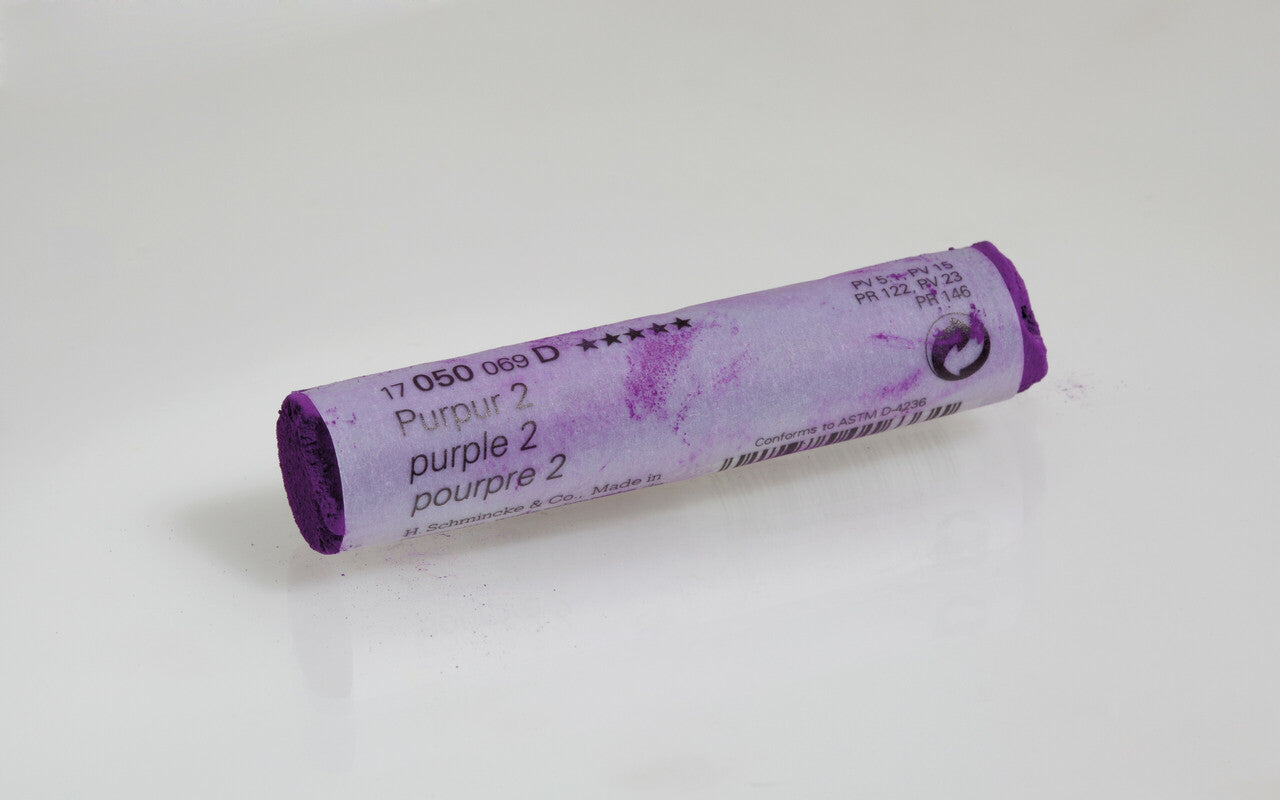 17 050 069 D ★★★★★
Purpur 2
purple 2
pourpre 2
H. Schmincke & Co., Made in
PV 5:1, PV 15
PR 122, PV 23
PR 146
Conforms to ASTM D-4236